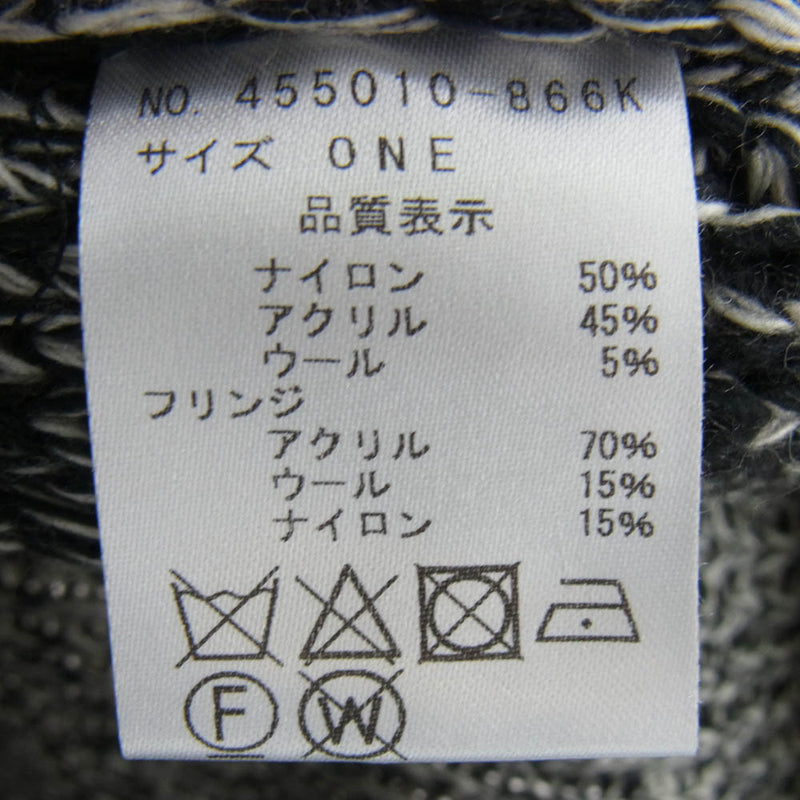 NO. 455010-866K
サイズ ONE
品質表示
ナイロン 50%
アクリル 45%
ウール 5%
フリンジ
アクリル 70%
ウール 15%
ナイロン 15%
F W